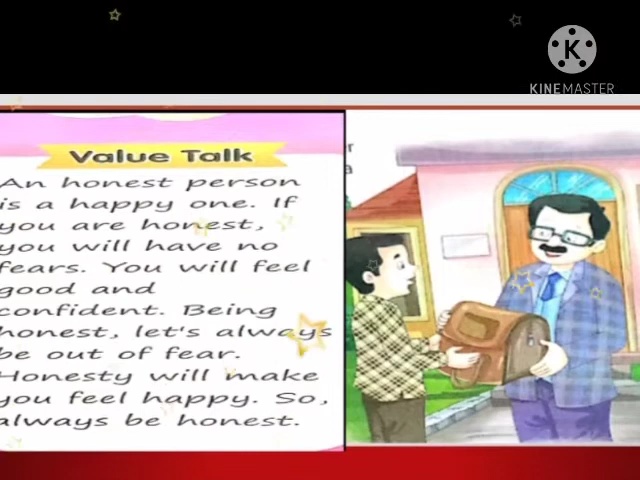 KINEMASTER
Value Talk
An honest person
is a happy one. If
you are honest,
you will have no
fears. You will feel
good and
confident. Being
honest, let's always
be out of fear.
Honesty will make
you feel happy. So,
always be honest.
r
a